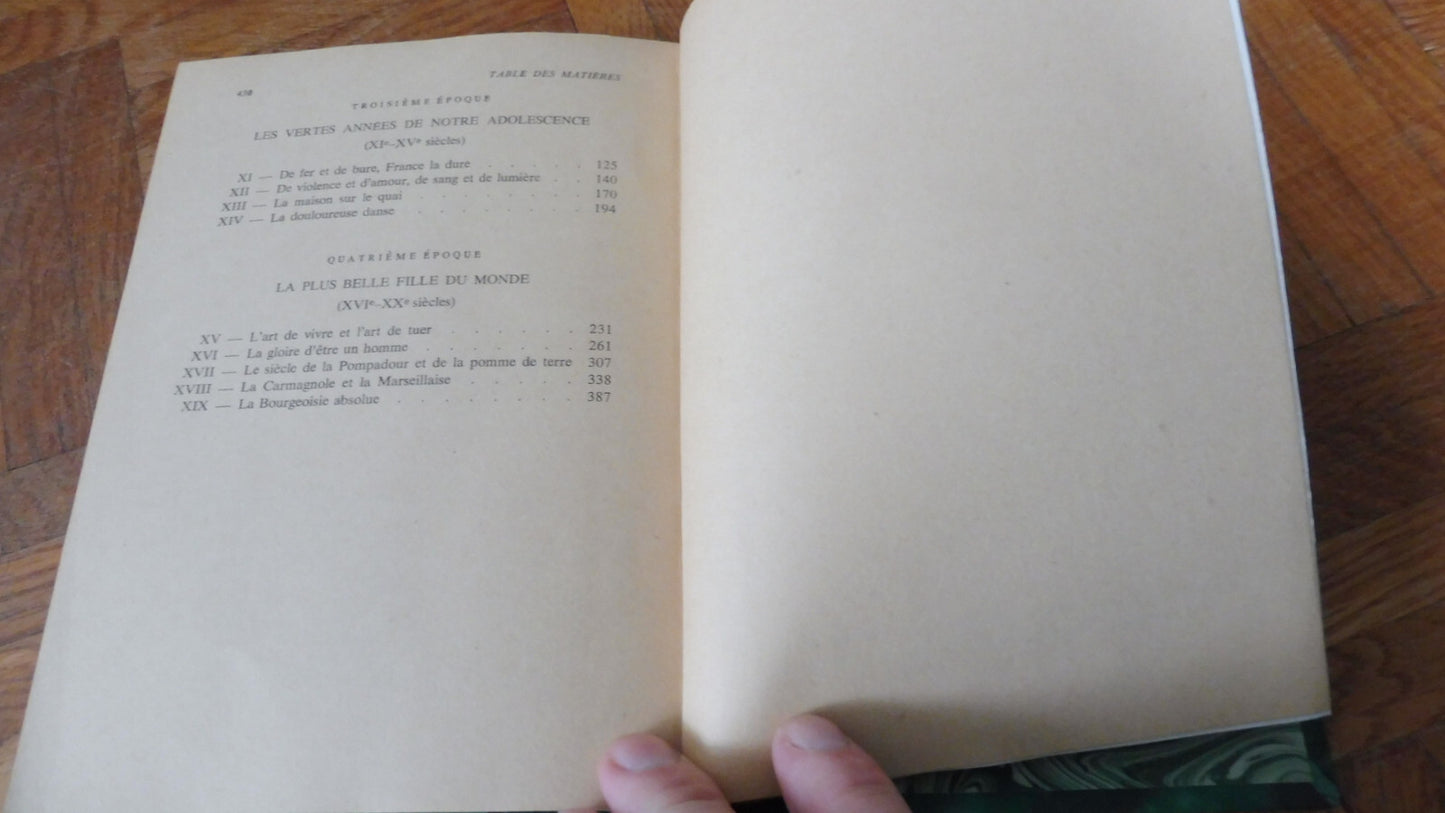 430
TABLE DES MATIÈRES
TROISIÈME ÉPOQUE
LES VERTES ANNÉES DE NOTRE ADOLESCENCE
(XIe-XVe siècles)
XI — De fer et de bure, France la dure . . . . . 125
XII — De violence et d'amour, de sang et de lumière . . 140
XIII — La maison sur le quai . . . . . . . 170
XIV — La douloureuse danse . . . . . . . 194
QUATRIÈME ÉPOQUE
LA PLUS BELLE FILLE DU MONDE
(XVIe-XXe siècles)
XV — L'art de vivre et l'art de tuer . . . . . . 231
XVI — La gloire d'être un homme . . . . . . . 261
XVII — Le siècle de la Pompadour et de la pomme de terre 307
XVIII — La Carmagnole et la Marseillaise . . . . . 338
XIX — La Bourgeoisie absolue . . . . . . . . 387